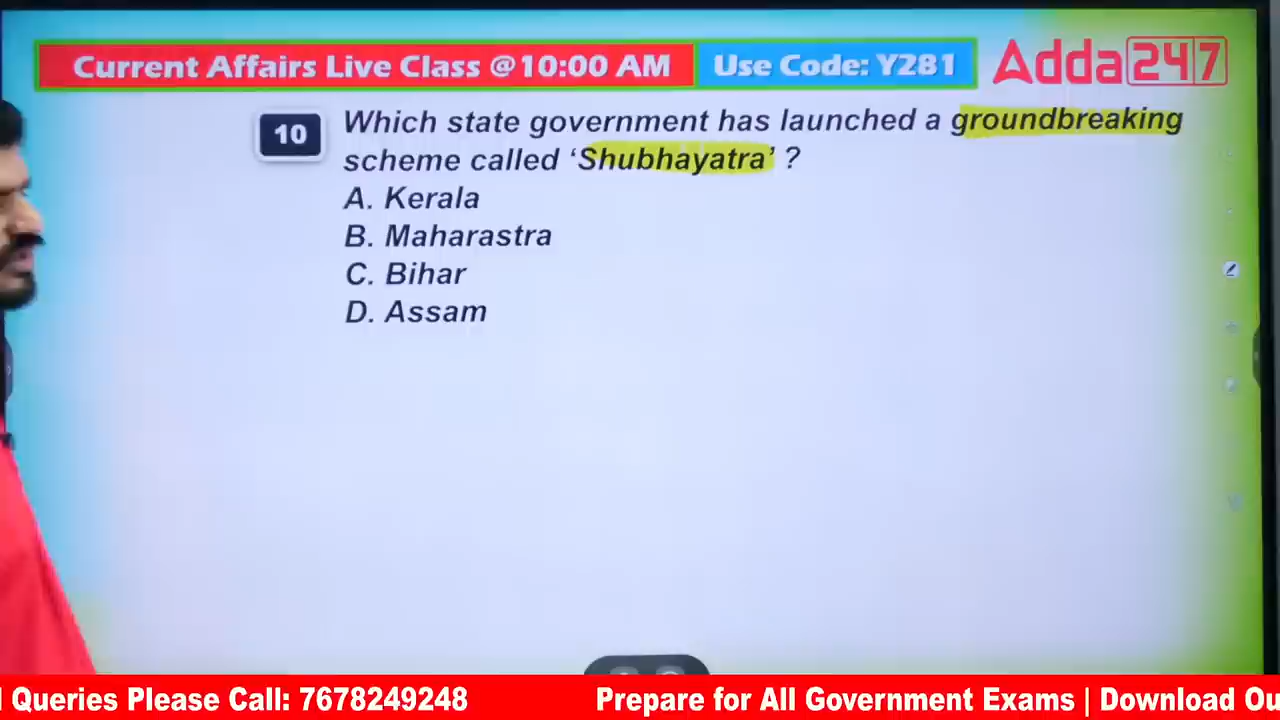 Current Affairs Live Class @10:00 AM
Use Code: Y281
Adda247
10
Which state government has launched a groundbreaking
scheme called ‘Shubhayatra’ ?
A. Kerala
B. Maharastra
C. Bihar
D. Assam
Queries Please Call: 7678249248
Prepare for All Government Exams | Download